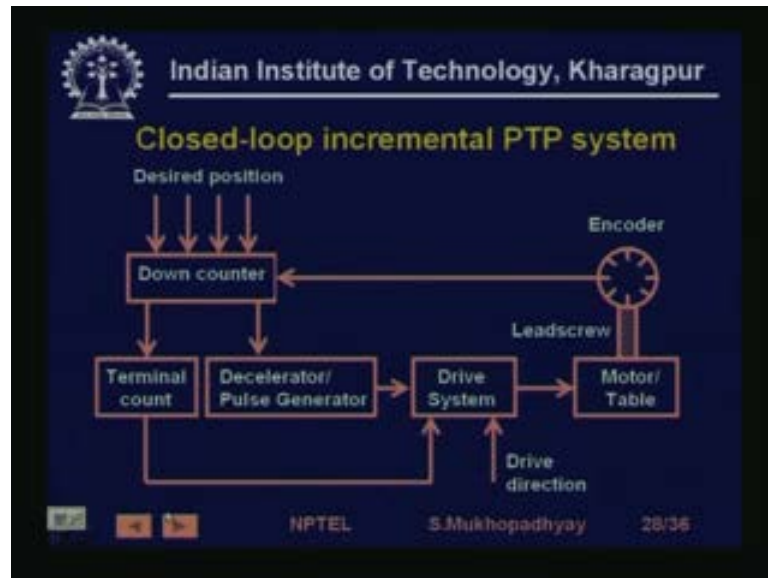 Indian Institute of Technology, Kharagpur
Closed-loop incremental PTP system
Desired position
Encoder
Down counter
Leadscrew
Terminal count
Decelerator/ Pulse Generator
Drive System
Motor/ Table
Drive direction
NPTEL
S.Mukhopadhyay
28/36